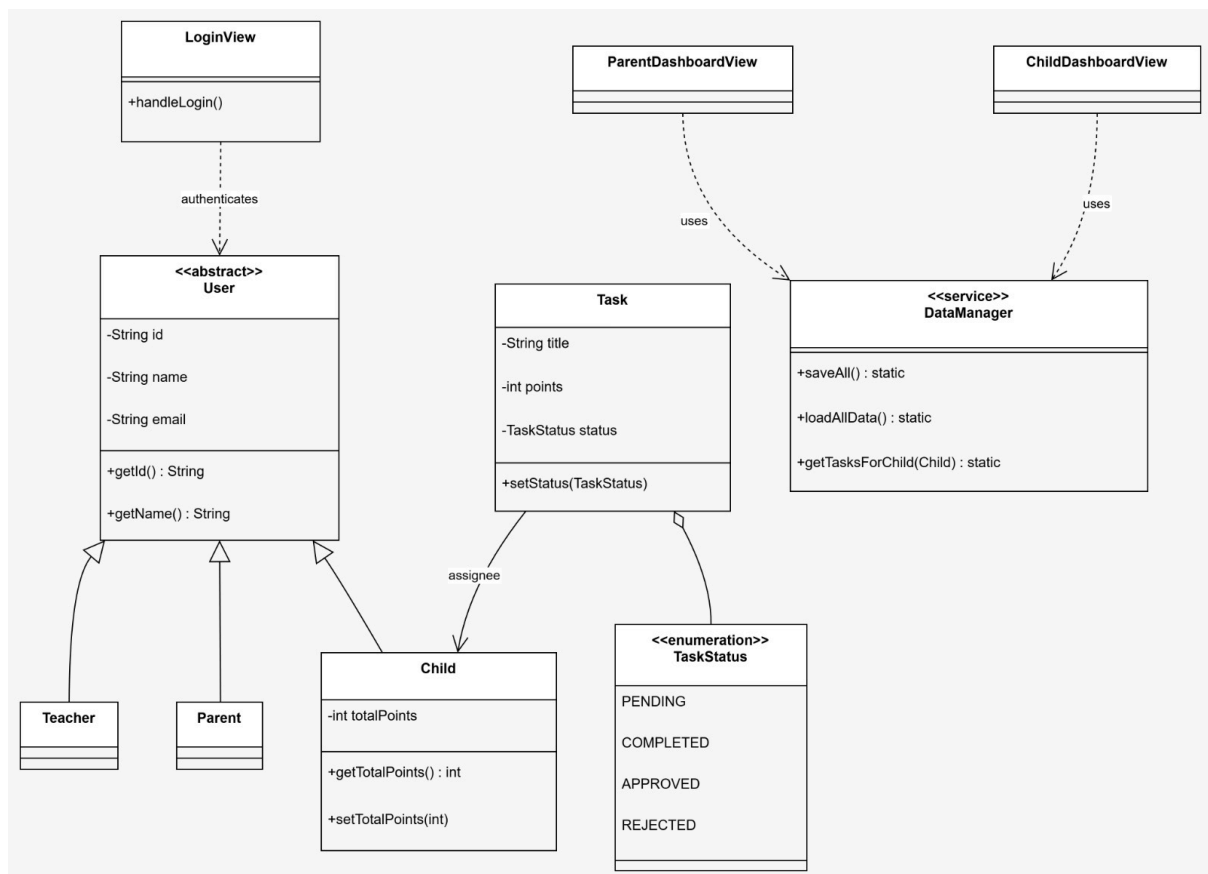 LoginView
+handleLogin()
ParentDashboardView
ChildDashboardView
authenticates
uses
uses
<<abstract>>
User
-String id
-String name
-String email
+getId() : String
+getName() : String
Task
-String title
-int points
-TaskStatus status
+setStatus(TaskStatus)
<<service>>
DataManager
+saveAll() : static
+loadAllData() : static
+getTasksForChild(Child) : static
assignee
Teacher
Parent
Child
-int totalPoints
+getTotalPoints() : int
+setTotalPoints(int)
<<enumeration>>
TaskStatus
PENDING
COMPLETED
APPROVED
REJECTED